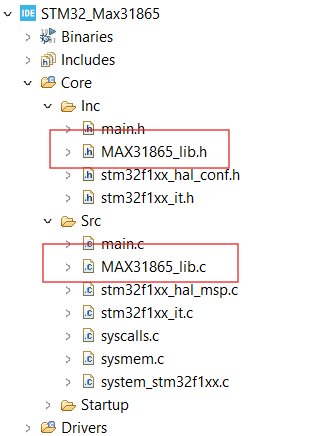 IDE STM32_Max31865
Binaries
Includes
Core
Inc
.h main.h
.h MAX31865_lib.h
.h stm32f1xx_hal_conf.h
.h stm32f1xx_it.h
Src
.c main.c
.c MAX31865_lib.c
.c stm32f1xx_hal_msp.c
.c stm32f1xx_it.c
.c syscalls.c
.c sysmem.c
.c system_stm32f1xx.c
Startup
Drivers